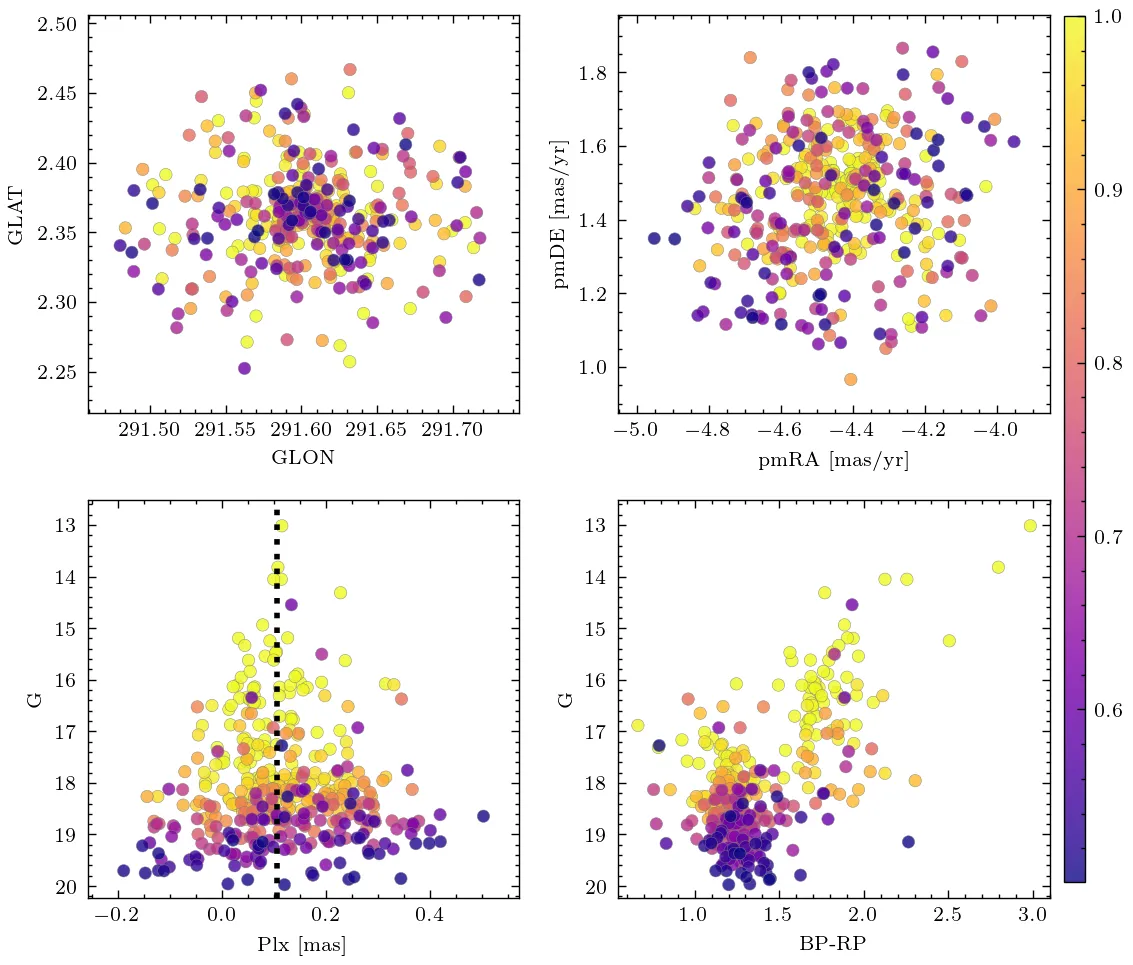 2.50
2.45
2.40
2.35
2.30
2.25
GLAT
291.50 291.55 291.60 291.65 291.70
GLON
1.8
1.6
1.4
1.2
1.0
pmDE [mas/yr]
−5.0 −4.8 −4.6 −4.4 −4.2 −4.0
pmRA [mas/yr]
1.0
0.9
0.8
0.7
0.6
13
14
15
16
17
18
19
20
G
−0.2 0.0 0.2 0.4
Plx [mas]
13
14
15
16
17
18
19
20
G
1.0 1.5 2.0 2.5 3.0
BP-RP